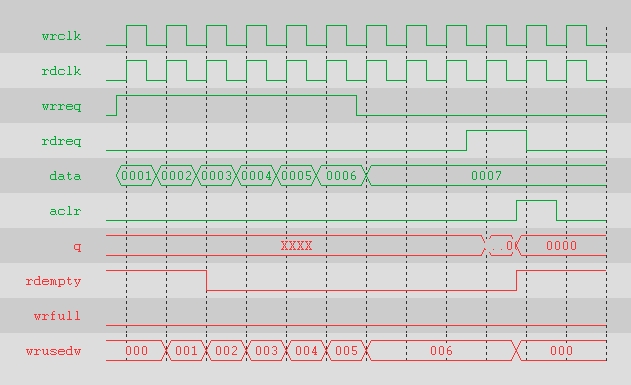 wrclk
rdclk
wrreq
rdreq
data 0001 0002 0003 0004 0005 0006 0007
aclr
q XXXX ..00 0000
rdempty
wrfull
wrusedw 000 001 002 003 004 005 006 000